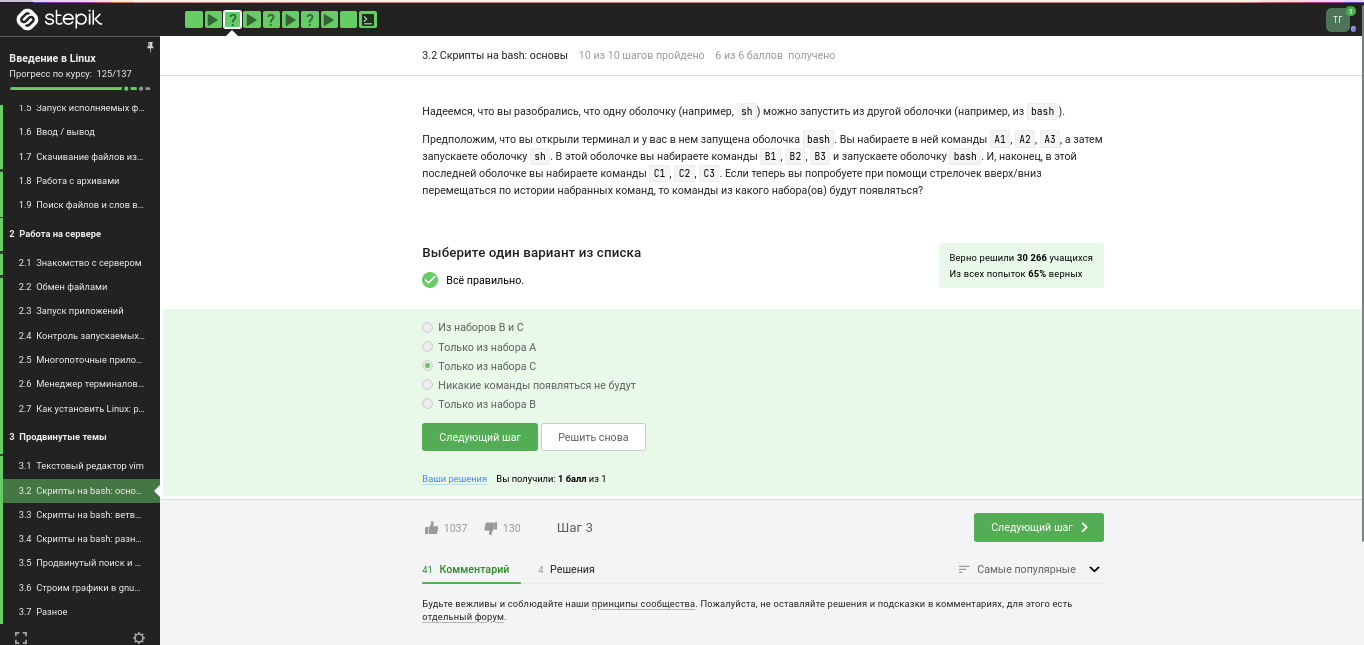 stepik
ТГ
1
Введение в Linux
Прогресс по курсу: 125/137
1.5 Запуск исполняемых ф...
1.6 Ввод / вывод
1.7 Скачивание файлов из...
1.8 Работа с архивами
1.9 Поиск файлов и слов в...
2 Работа на сервере
2.1 Знакомство с сервером
2.2 Обмен файлами
2.3 Запуск приложений
2.4 Контроль запускаемых...
2.5 Многопоточные прило...
2.6 Менеджер терминалов...
2.7 Как установить Linux: р...
3 Продвинутые темы
3.1 Текстовый редактор vim
3.2 Скрипты на bash: осно...
3.3 Скрипты на bash: ветв...
3.4 Скрипты на bash: разн...
3.5 Продвинутый поиск и ...
3.6 Строим графики в gnu...
3.7 Разное
3.2 Скрипты на bash: основы 10 из 10 шагов пройдено 6 из 6 баллов получено
Надеемся, что вы разобрались, что одну оболочку (например, sh) можно запустить из другой оболочки (например, из bash).
Предположим, что вы открыли терминал и у вас в нем запущена оболочка bash. Вы набираете в ней команды A1, A2, A3, а затем
запускаете оболочку sh. В этой оболочке вы набираете команды B1, B2, B3 и запускаете оболочку bash. И, наконец, в этой
последней оболочке вы набираете команды C1, C2, C3. Если теперь вы попробуете при помощи стрелочек вверх/вниз
перемещаться по истории набранных команд, то команды из какого набора(ов) будут появляться?
Выберите один вариант из списка
Верно решили 30 266 учащихся
Из всех попыток 65% верных
Всё правильно.
Из наборов B и C
Только из набора A
Только из набора C
Никакие команды появляться не будут
Только из набора B
Следующий шаг Решить снова
Ваши решения Вы получили: 1 балл из 1
1037 130 Шаг 3 Следующий шаг
41 Комментарий 4 Решения Самые популярные
Будьте вежливы и соблюдайте наши принципы сообщества. Пожалуйста, не оставляйте решения и подсказки в комментариях, для этого есть
отдельный форум.